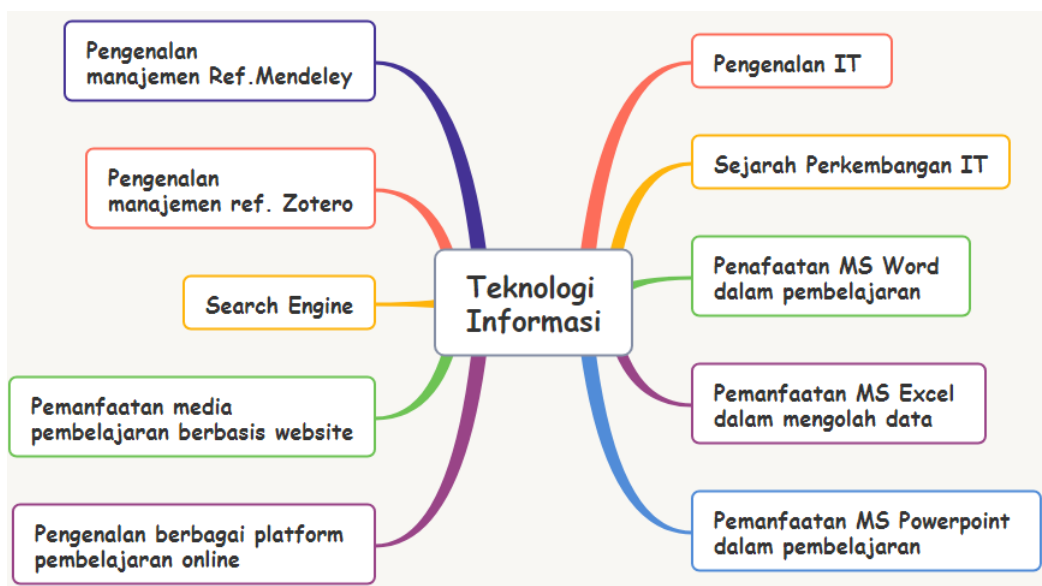 Pengenalan
manajemen Ref.Mendeley
Pengenalan
manajemen ref. Zotero
Search Engine
Pemanfaatan media
pembelajaran berbasis website
Pengenalan berbagai platform
pembelajaran online
Teknologi
Informasi
Pengenalan IT
Sejarah Perkembangan IT
Penafaatan MS Word
dalam pembelajaran
Pemanfaatan MS Excel
dalam mengolah data
Pemanfaatan MS Powerpoint
dalam pembelajaran